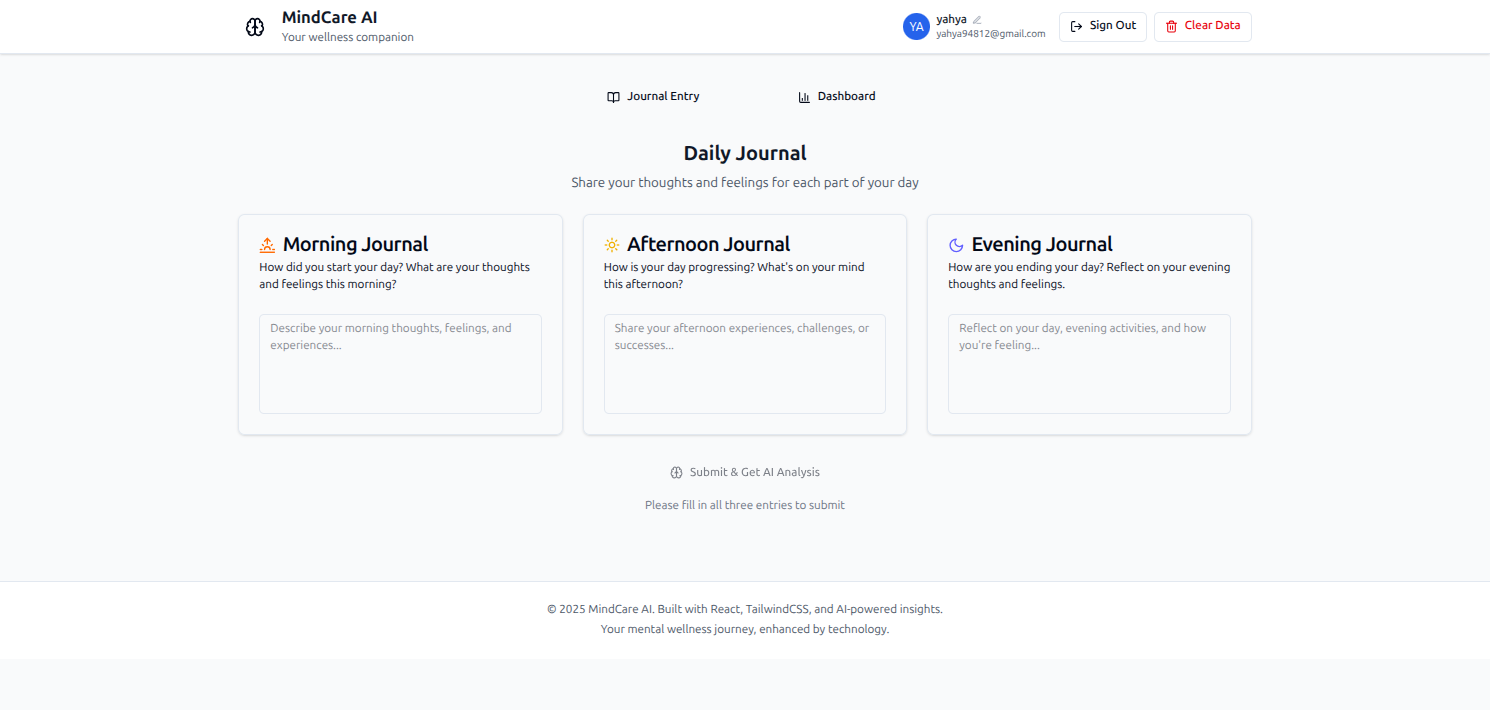 MindCare AI
Your wellness companion
YA
yahya
yahya94812@gmail.com
Sign Out
Clear Data
Journal Entry
Dashboard
Daily Journal
Share your thoughts and feelings for each part of your day
Morning Journal
How did you start your day? What are your thoughts
and feelings this morning?
Describe your morning thoughts, feelings, and
experiences...
Afternoon Journal
How is your day progressing? What's on your mind
this afternoon?
Share your afternoon experiences, challenges, or
successes...
Evening Journal
How are you ending your day? Reflect on your evening
thoughts and feelings.
Reflect on your day, evening activities, and how
you're feeling...
Submit & Get AI Analysis
Please fill in all three entries to submit
© 2025 MindCare AI. Built with React, TailwindCSS, and AI-powered insights.
Your mental wellness journey, enhanced by technology.